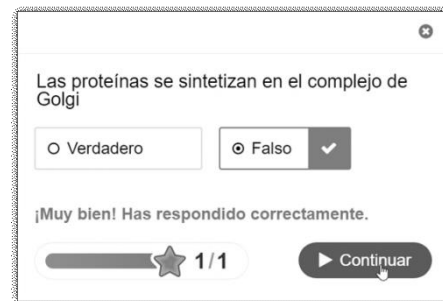 Las proteínas se sintetizan en el complejo de
Golgi
Verdadero
Falso
¡Muy bien! Has respondido correctamente.
1/1
Continuar